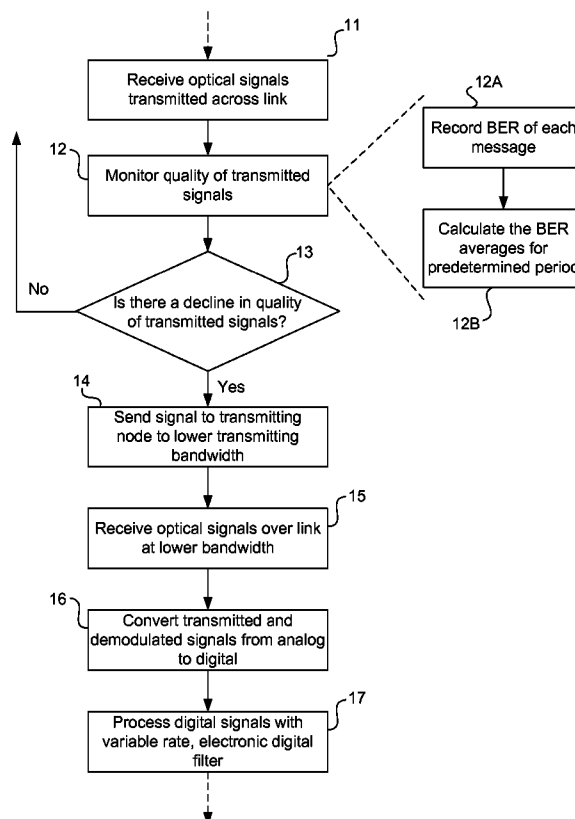 11
Receive optical signals
transmitted across link
12
Monitor quality of transmitted
signals
12A
Record BER of each
message
Calculate the BER
averages for
predetermined period
12B
13
Is there a decline in quality
of transmitted signals?
No
Yes
14
Send signal to transmitting
node to lower transmitting
bandwidth
15
Receive optical signals over link
at lower bandwidth
16
Convert transmitted and
demodulated signals from analog
to digital
17
Process digital signals with
variable rate, electronic digital
filter